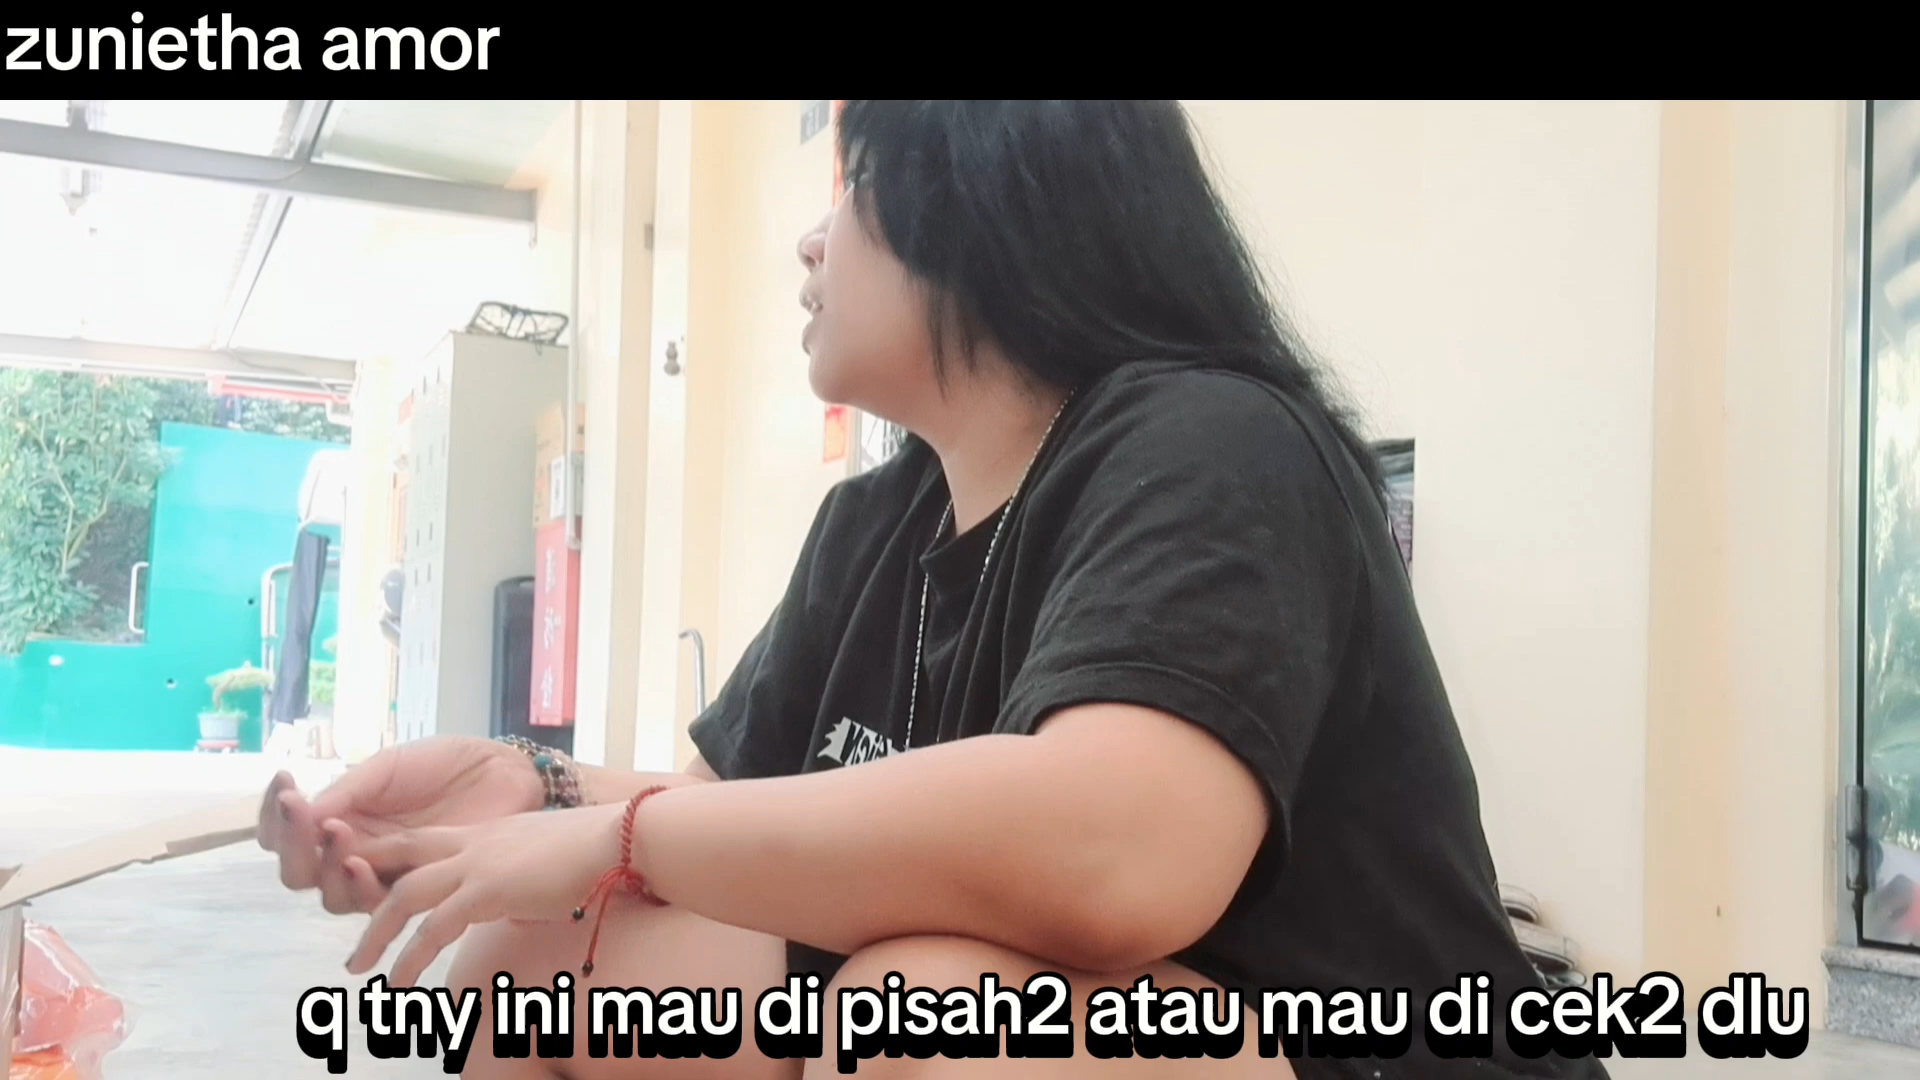 zunietha amor
q tny ini mau di pisah2 atau mau di cek2 dlu